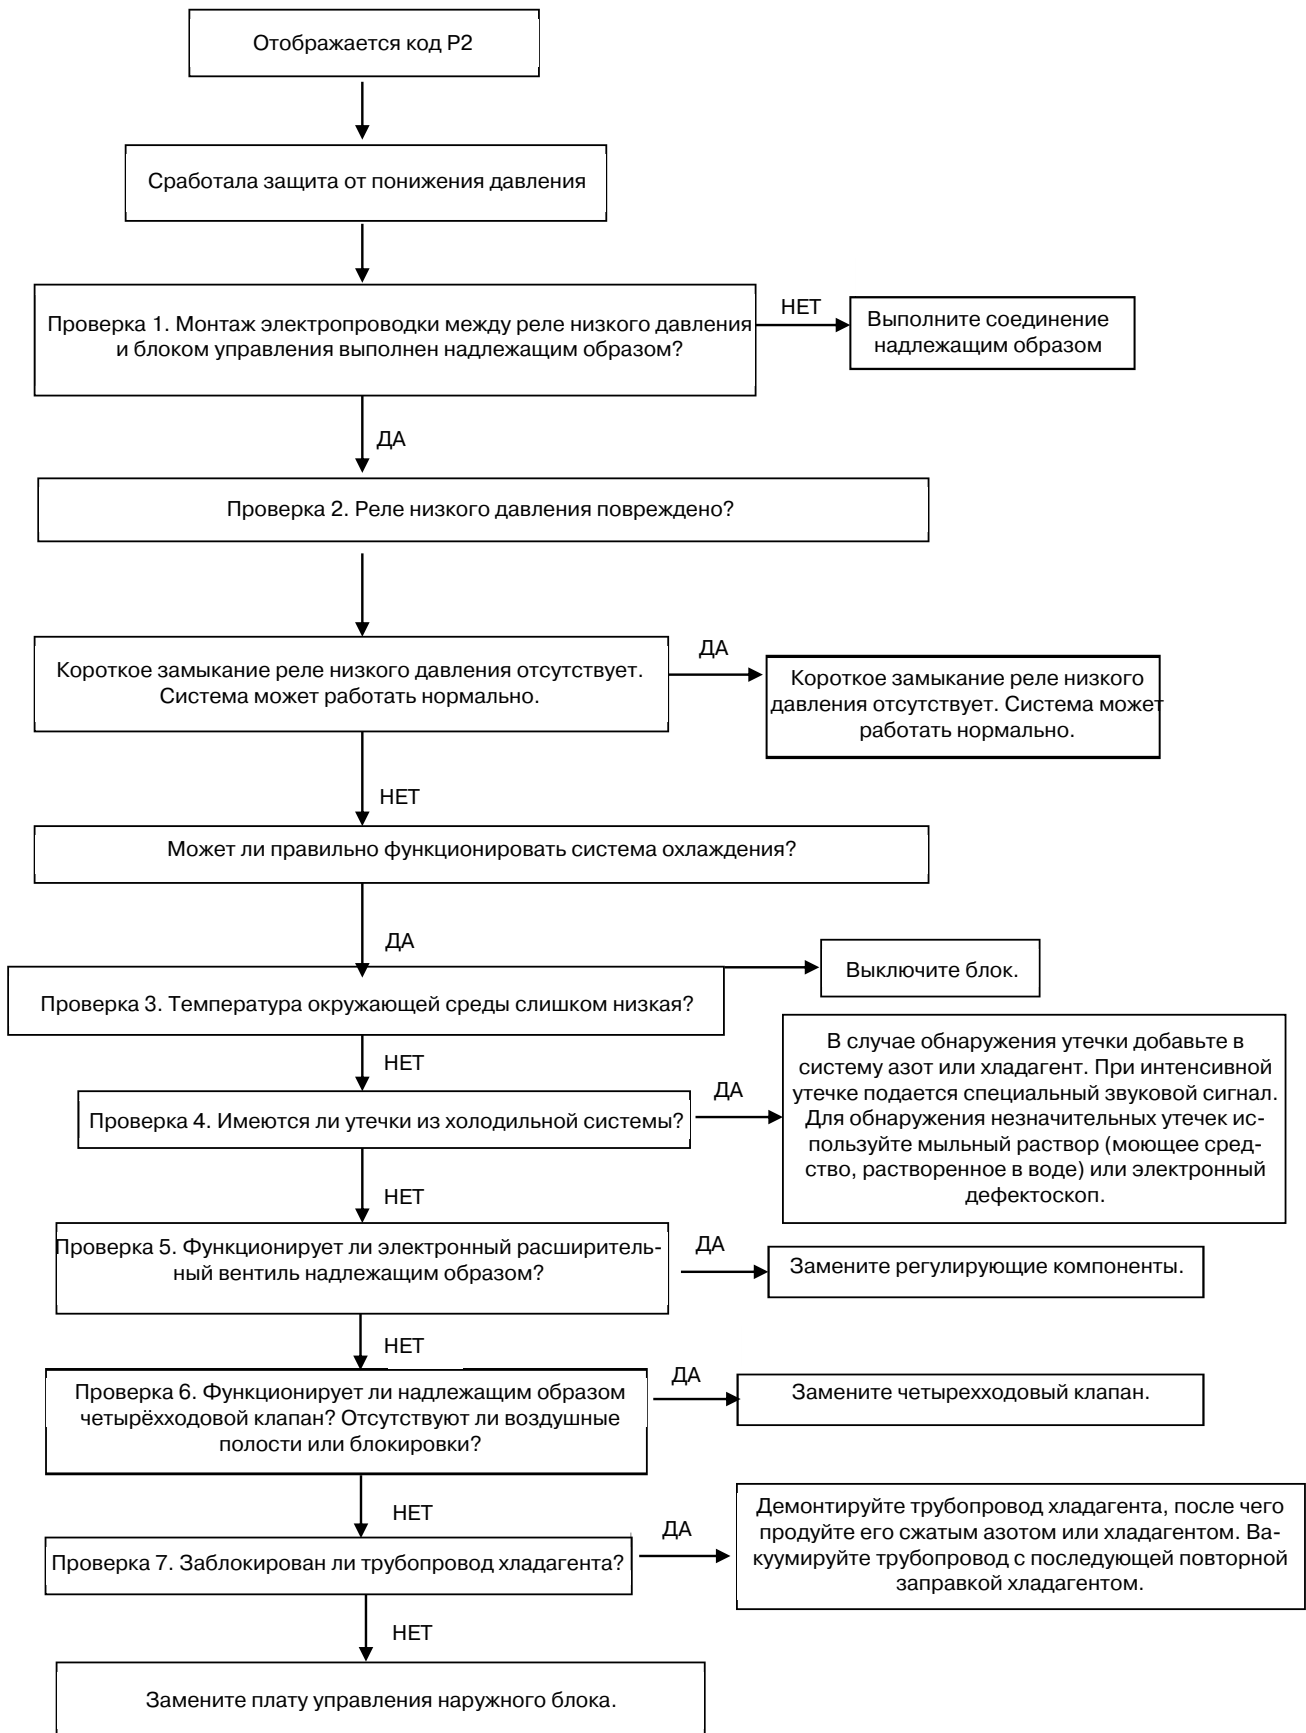 Отображается код P2
Сработала защита от понижения давления
Проверка 1. Монтаж электропроводки между реле низкого давления
и блоком управления выполнен надлежащим образом?
НЕТ
Выполните соединение
надлежащим образом
ДА
Проверка 2. Реле низкого давления повреждено?
Короткое замыкание реле низкого давления отсутствует.
Система может работать нормально.
ДА
Короткое замыкание реле низкого
давления отсутствует. Система может
работать нормально.
НЕТ
Может ли правильно функционировать система охлаждения?
ДА
Выключите блок.
Проверка 3. Температура окружающей среды слишком низкая?
НЕТ
Проверка 4. Имеются ли утечки из холодильной системы?
ДА
В случае обнаружения утечки добавьте в
систему азот или хладагент. При интенсивной
утечке подается специальный звуковой сигнал.
Для обнаружения незначительных утечек ис-
пользуйте мыльный раствор (моющее сред-
ство, растворенное в воде) или электронный
дефектоскоп.
НЕТ
Проверка 5. Функционирует ли электронный расширитель-
ный вентиль надлежащим образом?
ДА
Замените регулирующие компоненты.
НЕТ
Проверка 6. Функционирует ли надлежащим образом
четырёхходовой клапан? Отсутствуют ли воздушные
полости или блокировки?
ДА
Замените четырехходовый клапан.
НЕТ
Проверка 7. Заблокирован ли трубопровод хладагента?
ДА
Демонтируйте трубопровод хладагента, после чего
продуйте его сжатым азотом или хладагентом. Ва-
куумируйте трубопровод с последующей повторной
заправкой хладагентом.
НЕТ
Замените плату управления наружного блока.